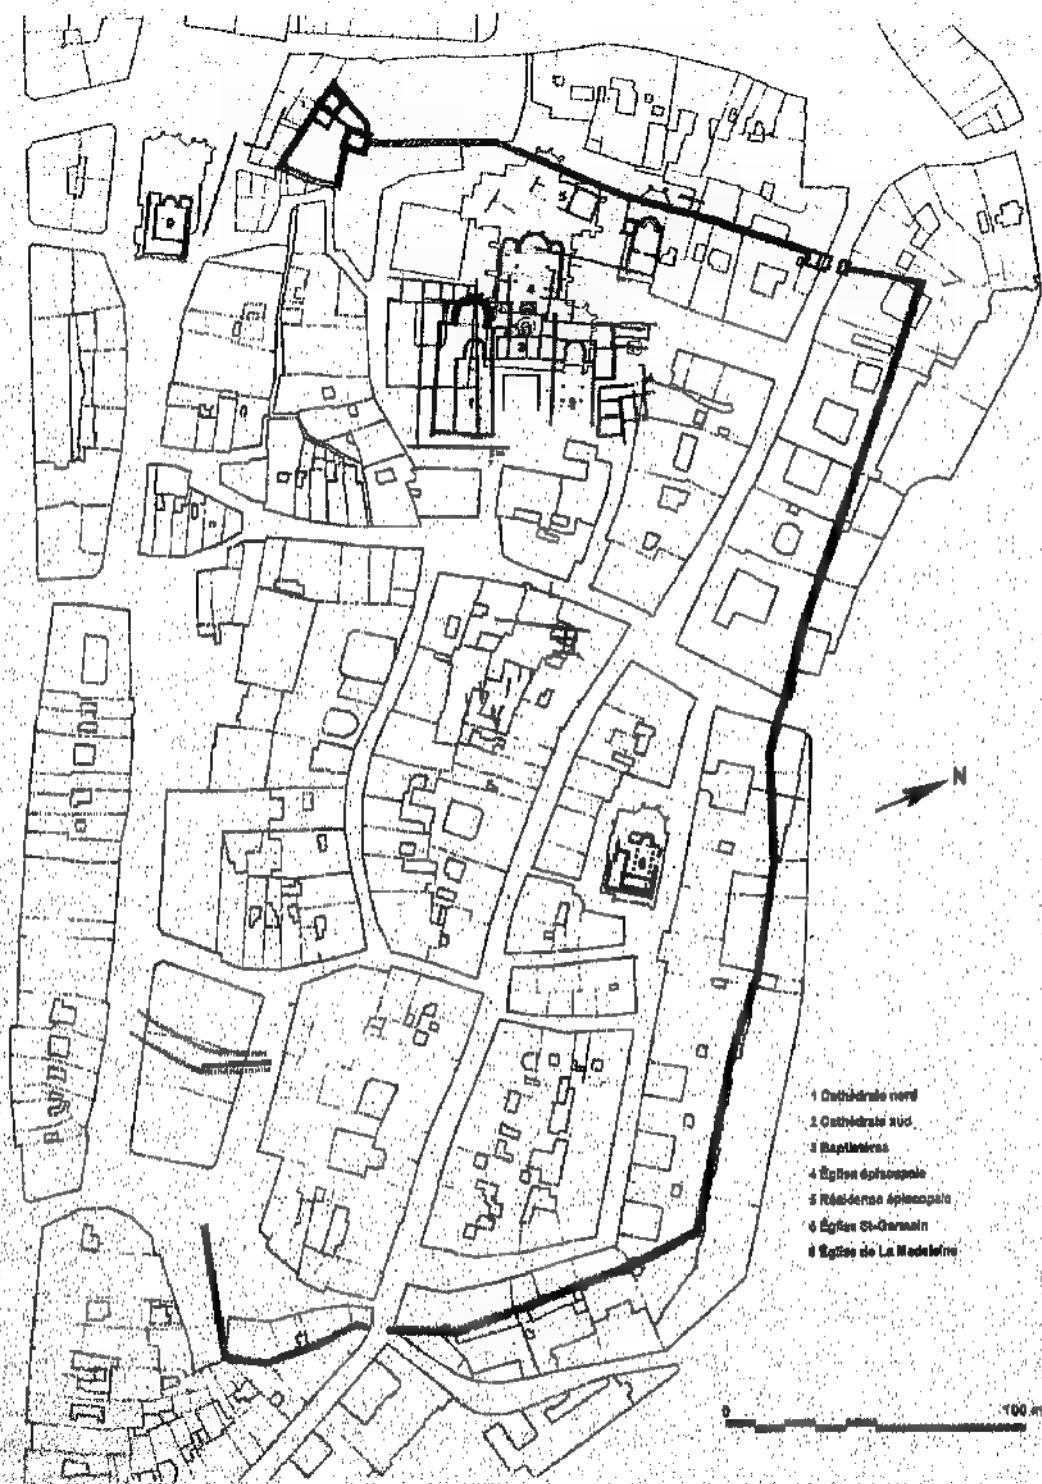 N
1 Cathédrale nord
2 Cathédrale sud
3 Baptistères
4 Église épiscopale
5 Résidence épiscopale
6 Église St-Germain
8 Église de La Madeleine
0 100 m